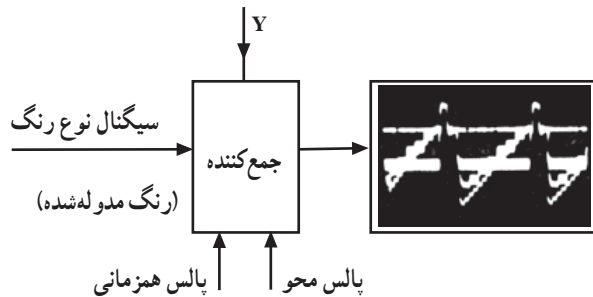 Y
سیگنال نوع رنگ
جمع‌کننده
(رنگ مدوله‌شده)
پالس محو
پالس همزمانی